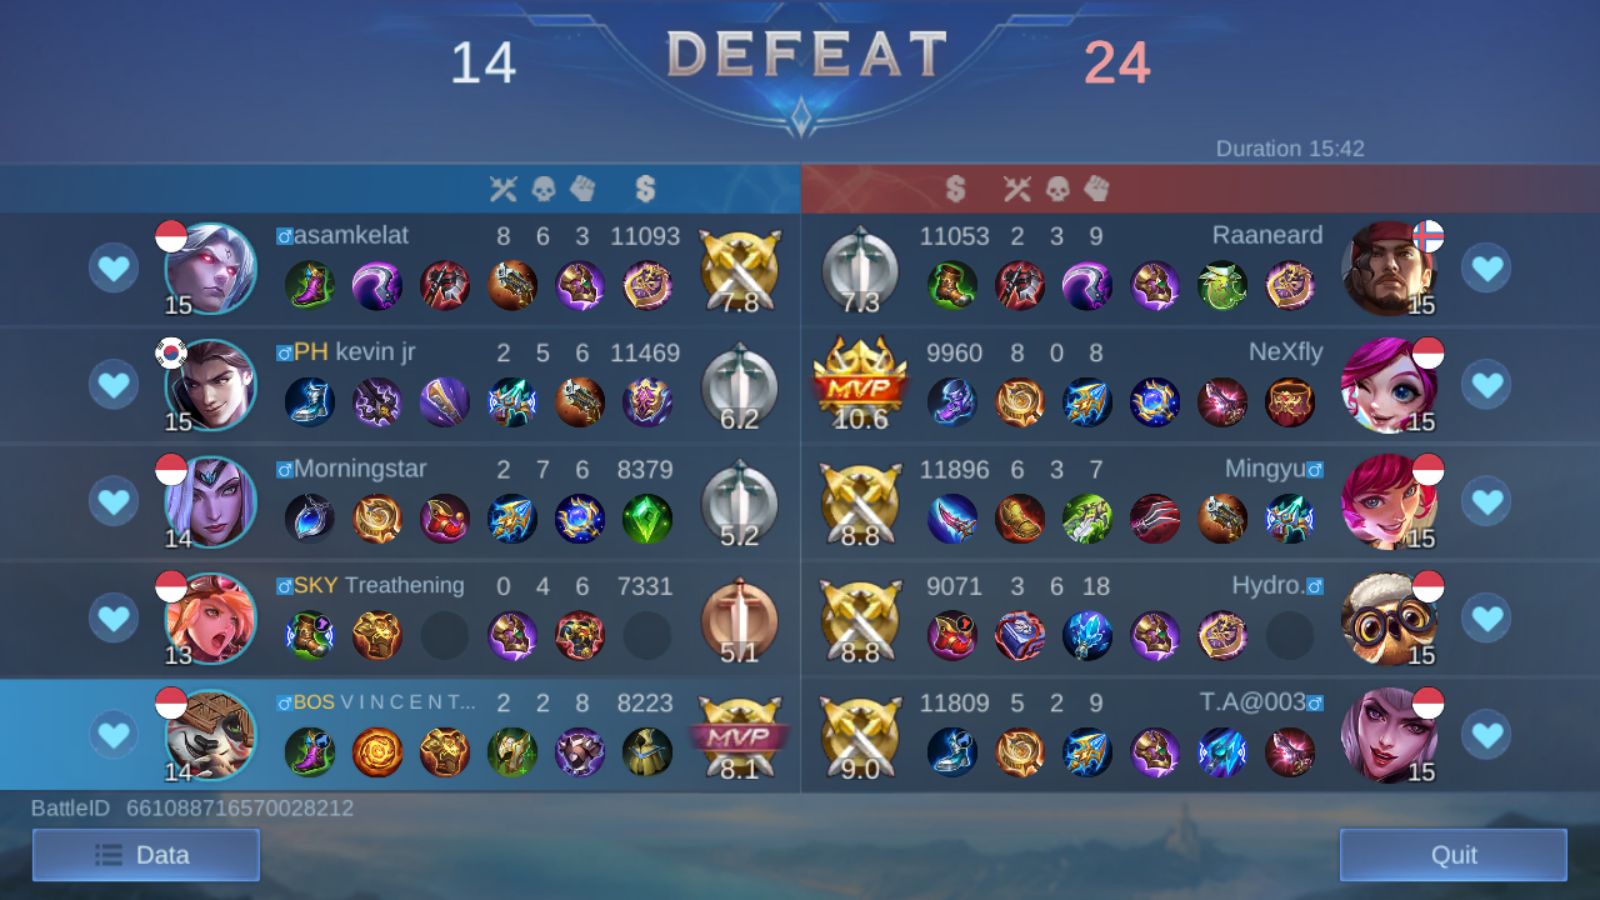 14 DEFEAT 24
Duration 15:42
asamkelat 8 6 3 11093
15 7.8
11053 2 3 9 Raaneard
7.3 15
PH kevin jr 2 5 6 11469
15 6.2
9960 8 0 8 NeXfly
MVP
10.6 15
Morningstar 2 7 6 8379
14 5.2
11896 6 3 7 Mingyu
8.8 15
SKY Treathening 0 4 6 7331
13 5.1
9071 3 6 18 Hydro.
8.8 15
BOS V I N C E N T... 2 2 8 8223
MVP
14 8.1
11809 5 2 9 T.A@003
9.0 15
BattleID 661088716570028212
Data
Quit